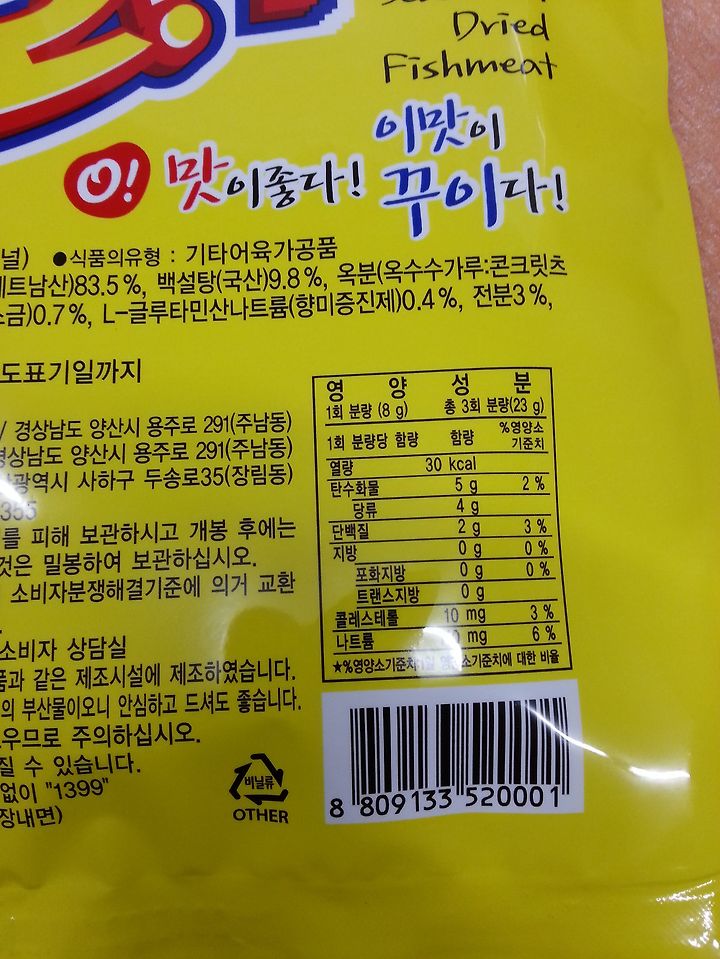 Dried
Fishmeat
O! 맛이좋다! 이맛이
꾸이다!
널) ●식품의유형 : 기타어육가공품
베트남산)83.5%, 백설탕(국산)9.8%, 옥분(옥수수가루:콘크릿츠
소금)0.7%, L-글루타민산나트륨(향미증진제)0.4%, 전분3%,
도표기일까지
/ 경상남도 양산시 용주로 291(주남동)
경상남도 양산시 용주로 291(주남동)
광역시 사하구 두송로35(장림동)
355
를 피해 보관하시고 개봉 후에는
것은 밀봉하여 보관하십시오.
소비자분쟁해결기준에 의거 교환
소비자 상담실
품과 같은 제조시설에 제조하였습니다.
의 부산물이오니 안심하고 드셔도 좋습니다.
우므로 주의하십시오.
질 수 있습니다.
없이 "1399"
장내면)
영 양 성 분
1회 분량 (8 g) 총 3회 분량(23 g)
1회 분량당 함량 함량 %영양소
기준치
열량 30 kcal
탄수화물 5 g 2 %
당류 4 g
단백질 2 g 3 %
지방 0 g 0 %
포화지방 0 g 0 %
트랜스지방 0 g
콜레스테롤 10 mg 3 %
나트륨 mg 6 %
★%영양소기준치 소기준치에 대한 비율
비닐류
OTHER
8 809133 520001